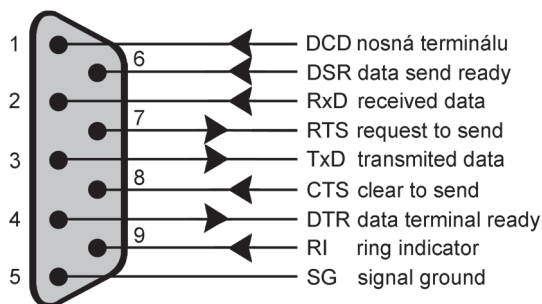 1 DCD nosná terminálu
6 DSR data send ready
2 RxD received data
7 RTS request to send
3 TxD transmited data
8 CTS clear to send
4 DTR data terminal ready
9 RI ring indicator
5 SG signal ground